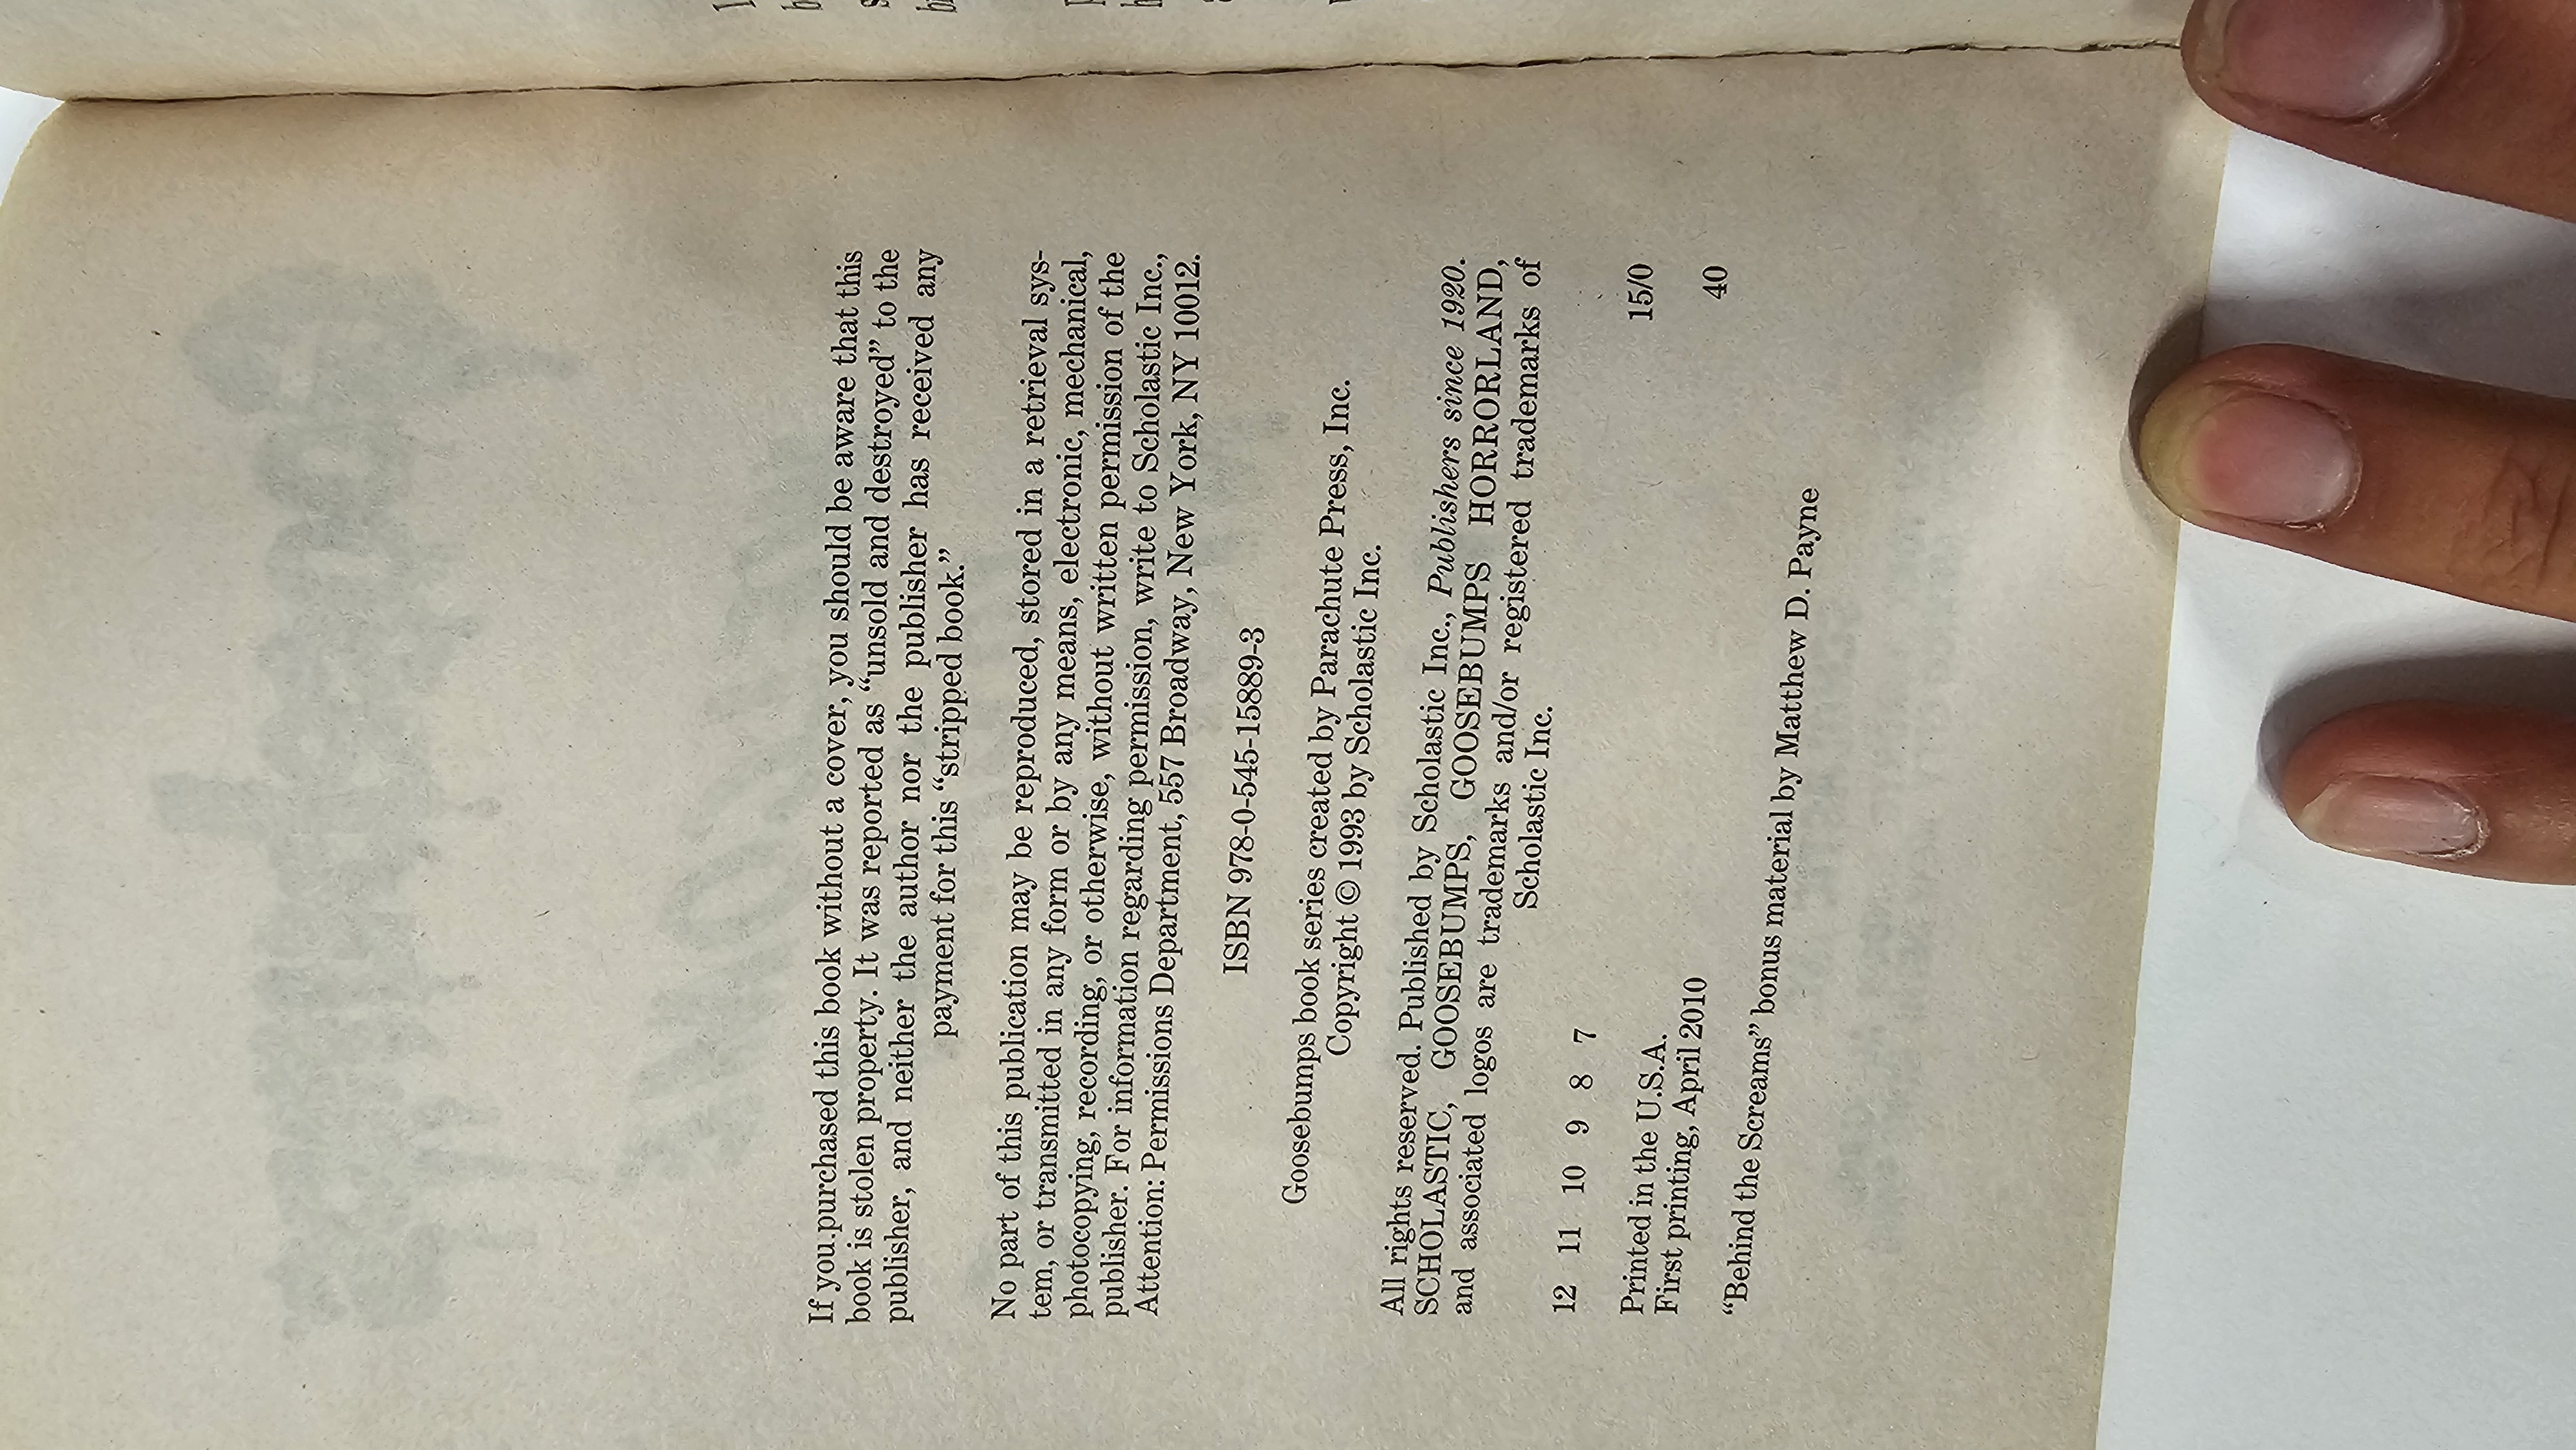 If you purchased this book without a cover, you should be aware that this
book is stolen property. It was reported as “unsold and destroyed” to the
publisher, and neither the author nor the publisher has received any
payment for this “stripped book.”
No part of this publication may be reproduced, stored in a retrieval sys-
tem, or transmitted in any form or by any means, electronic, mechanical,
photocopying, recording, or otherwise, without written permission of the
publisher. For information regarding permission, write to Scholastic Inc.,
Attention: Permissions Department, 557 Broadway, New York, NY 10012.
ISBN 978-0-545-15889-3
Goosebumps book series created by Parachute Press, Inc.
Copyright © 1993 by Scholastic Inc.
All rights reserved. Published by Scholastic Inc., Publishers since 1920.
SCHOLASTIC, GOOSEBUMPS, GOOSEBUMPS HORRORLAND,
and associated logos are trademarks and/or registered trademarks of
Scholastic Inc.
12 11 10 9 8 7 15/0
Printed in the U.S.A. 40
First printing, April 2010
“Behind the Screams” bonus material by Matthew D. Payne